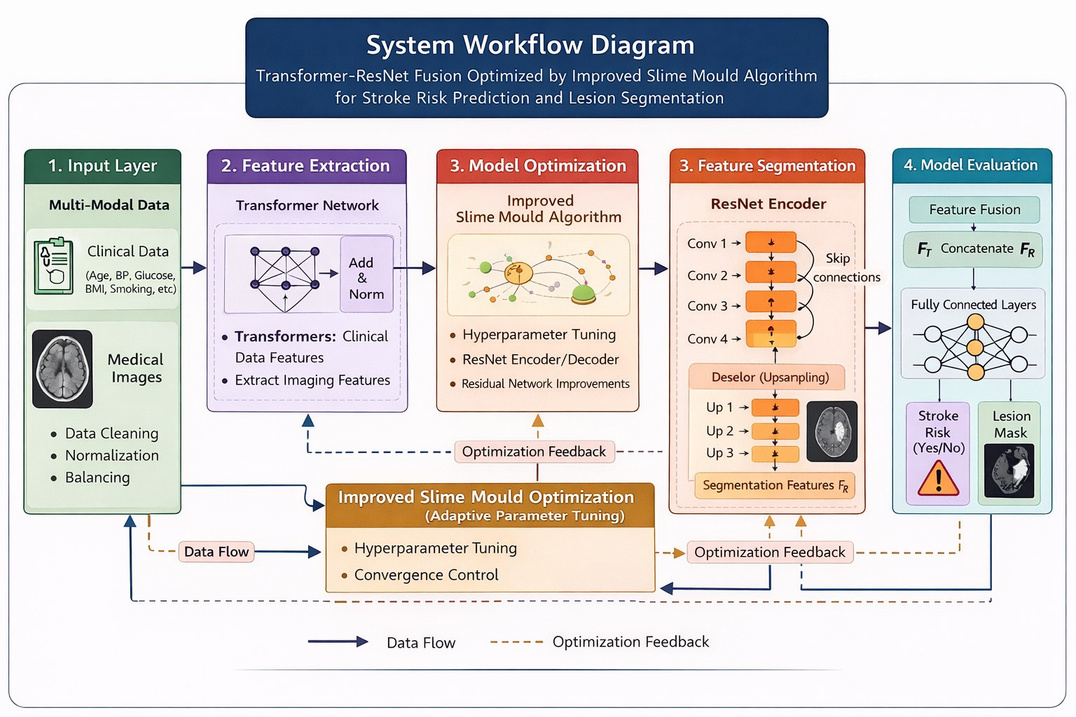 System Workflow Diagram
Transformer-ResNet Fusion Optimized by Improved Slime Mould Algorithm
for Stroke Risk Prediction and Lesion Segmentation
1. Input Layer
Multi-Modal Data
Clinical Data
(Age, BP, Glucose,
BMI, Smoking, etc)
Medical
Images
• Data Cleaning
• Normalization
• Balancing
2. Feature Extraction
Transformer Network
Add
&
Norm
• Transformers: Clinical
Data Features
• Extract Imaging Features
3. Model Optimization
Improved
Slime Mould Algorithm
• Hyperparameter Tuning
• ResNet Encoder/Decoder
• Residual Network Improvements
3. Feature Segmentation
ResNet Encoder
Conv 1
Conv 2
Conv 3
Conv 4
Skip
connections
Deselor (Upsampling)
Up 1
Up 2
Up 3
Segmentation Features FR
4. Model Evaluation
Feature Fusion
FT Concatenate FR
Fully Connected Layers
Stroke
Risk
(Yes/No)
Lesion
Mask
Optimization Feedback
Improved Slime Mould Optimization
(Adaptive Parameter Tuning)
• Hyperparameter Tuning
• Convergence Control
Data Flow
Optimization Feedback
Data Flow
Optimization Feedback